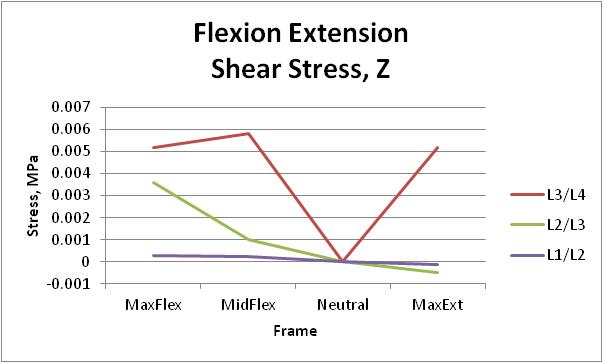 Flexion Extension
Shear Stress, Z
0.007
0.006
0.005
0.004
0.003
0.002
0.001
0
-0.001
Stress, MPa
MaxFlex MidFlex Neutral MaxExt
Frame
L3/L4
L2/L3
L1/L2